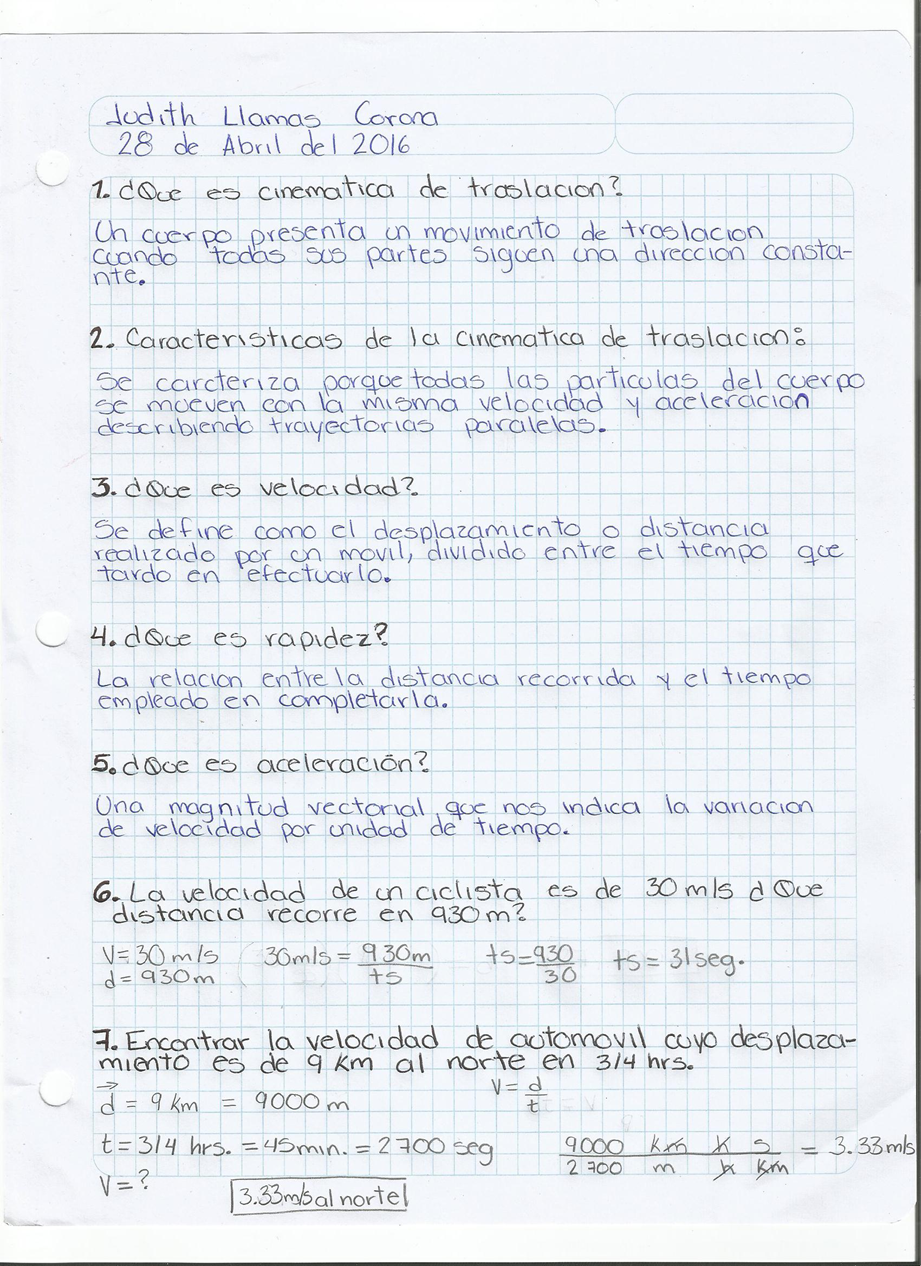 Judith Llamas Corona
28 de Abril del 2016
1. ¿Que es cinematica de traslacion?
Un cuerpo presenta un movimiento de traslacion
cuando todas sus partes siguen una direccion consta-
nte.
2. Caracteristicas de la cinematica de traslacion:
Se carcteriza porque todas las particulas del cuerpo
se mueven con la misma velocidad y aceleracion
describiendo trayectorias paralelas.
3. ¿Que es velocidad?
Se define como el desplazamiento o distancia
realizado por un movil, dividido entre el tiempo que
tardo en efectuarlo.
4. ¿Que es rapidez?
La relacion entre la distancia recorrida y el tiempo
empleado en completarla.
5. ¿Que es aceleración?
Una magnitud vectorial que nos indica la variacion
de velocidad por unidad de tiempo.
6. La velocidad de un ciclista es de 30 m/s ¿Que
distancia recorre en 930 m?
V = 30 m/s 30 m/s = 930 m / ts ts = 930 / 30 ts = 31 seg.
d = 930 m
7. Encontrar la velocidad de automovil cuyo desplaza-
miento es de 9 Km al norte en 3/4 hrs.
d = 9 km = 9000 m V = d / t
t = 3/4 hrs. = 45 min. = 2700 seg 9000 km K s / 2700 m h Km = 3.33 m/s
V = ?
3.33 m/s al norte